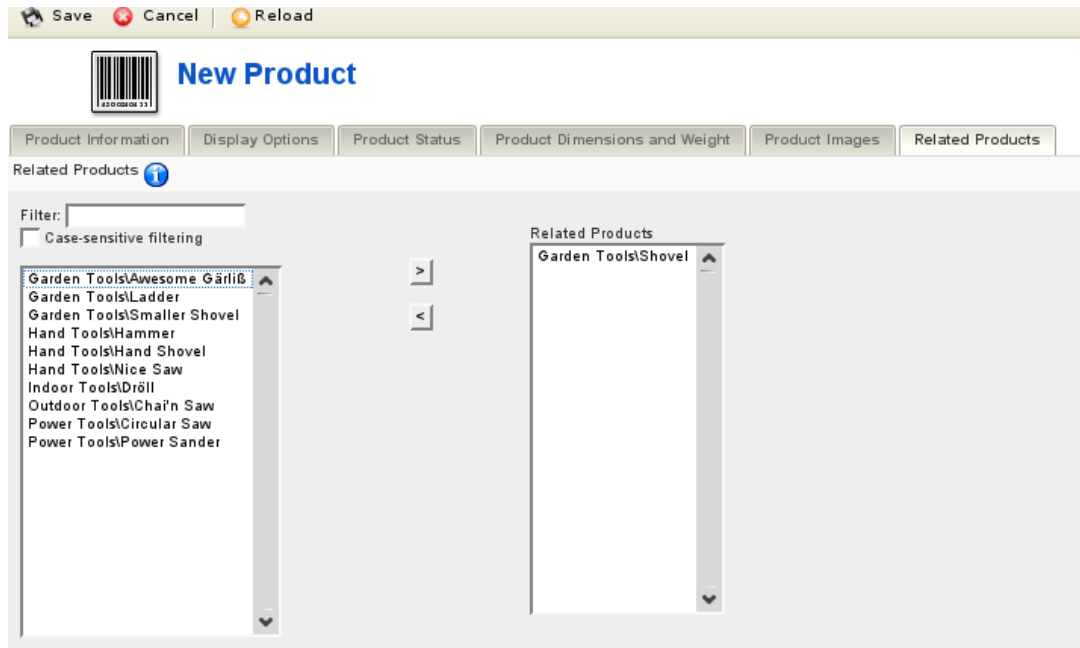 Save Cancel Reload
4200240433
New Product
Product Information Display Options Product Status Product Dimensions and Weight Product Images Related Products
Related Products
Filter:
Case-sensitive filtering
Garden Tools\Awesome Gärliß
Garden Tools\Ladder
Garden Tools\Smaller Shovel
Hand Tools\Hammer
Hand Tools\Hand Shovel
Hand Tools\Nice Saw
Indoor Tools\Dröll
Outdoor Tools\Chai'n Saw
Power Tools\Circular Saw
Power Tools\Power Sander
>
<
Related Products
Garden Tools\Shovel